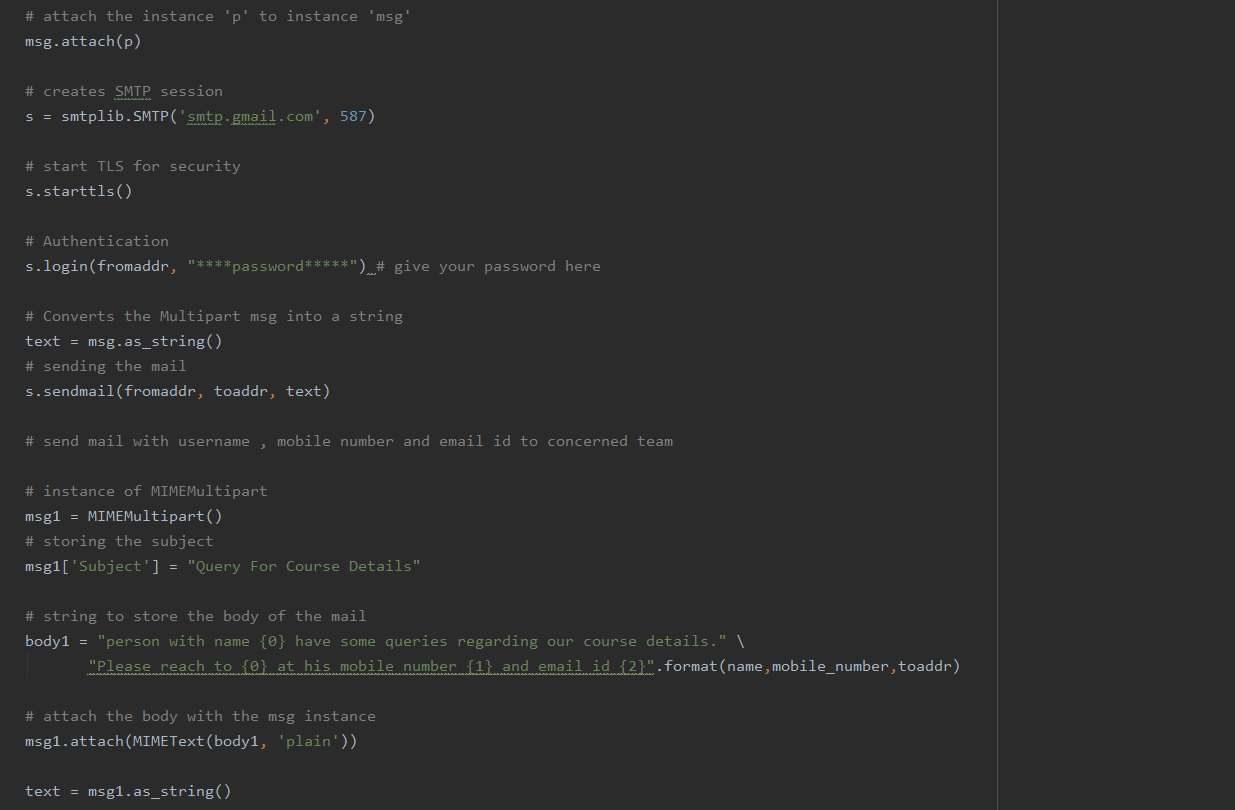 # attach the instance 'p' to instance 'msg'
msg.attach(p)
# creates SMTP session
s = smtplib.SMTP('smtp.gmail.com', 587)
# start TLS for security
s.starttls()
# Authentication
s.login(fromaddr, "****password*****") # give your password here
# Converts the Multipart msg into a string
text = msg.as_string()
# sending the mail
s.sendmail(fromaddr, toaddr, text)
# send mail with username , mobile number and email id to concerned team
# instance of MIMEMultipart
msg1 = MIMEMultipart()
# storing the subject
msg1['Subject'] = "Query For Course Details"
# string to store the body of the mail
body1 = "person with name {0} have some queries regarding our course details." \
"Please reach to {0} at his mobile number {1} and email id {2}".format(name,mobile_number,toaddr)
# attach the body with the msg instance
msg1.attach(MIMEText(body1, 'plain'))
text = msg1.as_string()